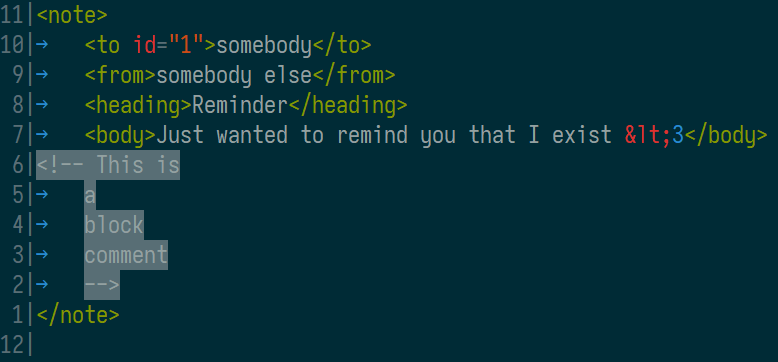 11|<note>
10|→   <to id="1">somebody</to>
 9|→   <from>somebody else</from>
 8|→   <heading>Reminder</heading>
 7|→   <body>Just wanted to remind you that I exist &lt;3</body>
 6|<!-- This is
 5|→   a
 4|→   block
 3|→   comment
 2|→   -->
 1|</note>
12|